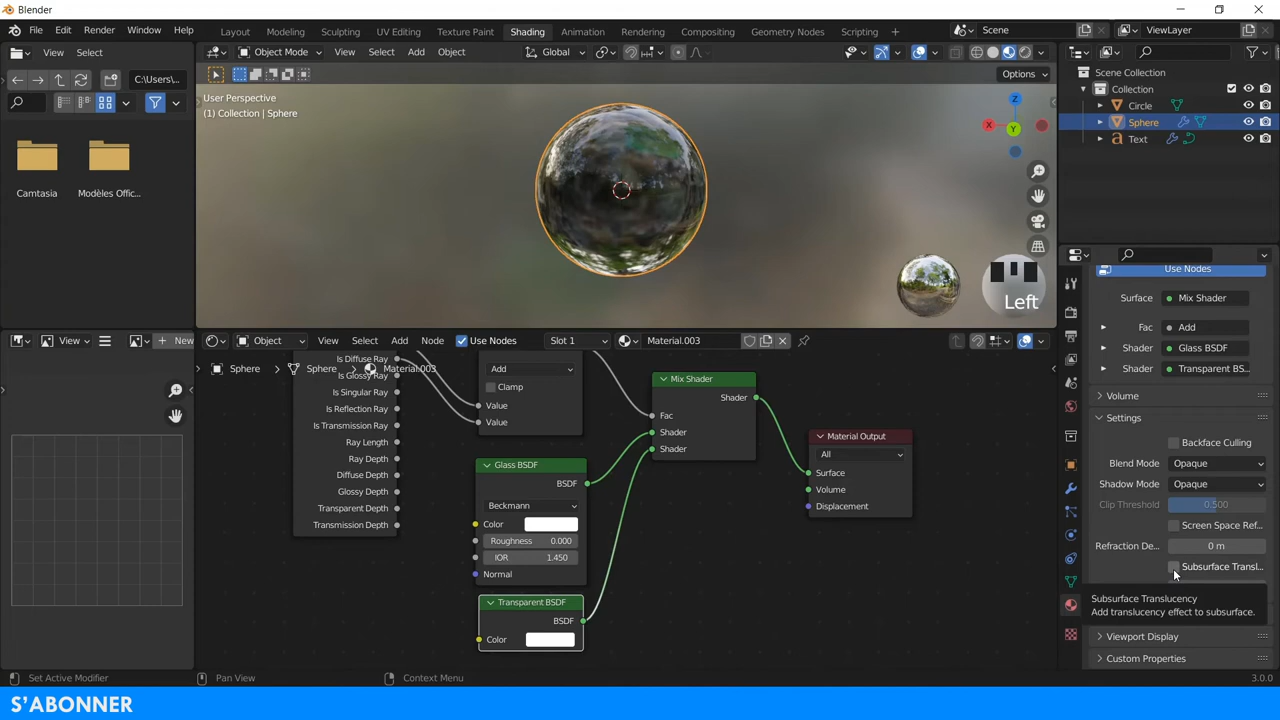 Blender
File Edit Render Window Help
Layout Modeling Sculpting UV Editing Texture Paint Shading Animation Rendering Compositing Geometry Nodes Scripting +
Scene
ViewLayer
View Select
Object Mode View Select Add Object
Global
C:\Users\...
Options
User Perspective
(1) Collection | Sphere
Z
X
Y
Camtasia
Modèles Offic...
Left
Scene Collection
Collection
Circle
Sphere
Text
Use Nodes
Surface Mix Shader
Fac Add
Shader Glass BSDF
Shader Transparent BS...
Volume
Settings
Backface Culling
Blend Mode Opaque
Shadow Mode Opaque
Clip Threshold 0.500
Screen Space Ref...
Refraction De... 0 m
Subsurface Transl...
Subsurface Translucency
Add translucency effect to subsurface.
Viewport Display
Custom Properties
View
+ New
Object View Select Add Node Use Nodes Slot 1 Material.003
Sphere > Sphere > Material.003
Is Diffuse Ray
Is Glossy Ray
Is Singular Ray
Is Reflection Ray
Is Transmission Ray
Ray Length
Ray Depth
Diffuse Depth
Glossy Depth
Transparent Depth
Transmission Depth
Add
Clamp
Value
Value
Glass BSDF
BSDF
Beckmann
Color
Roughness 0.000
IOR 1.450
Normal
Transparent BSDF
BSDF
Color
Mix Shader
Shader
Fac
Shader
Shader
Material Output
All
Surface
Volume
Displacement
Set Active Modifier
Pan View
Context Menu
3.0.0
S'ABONNER